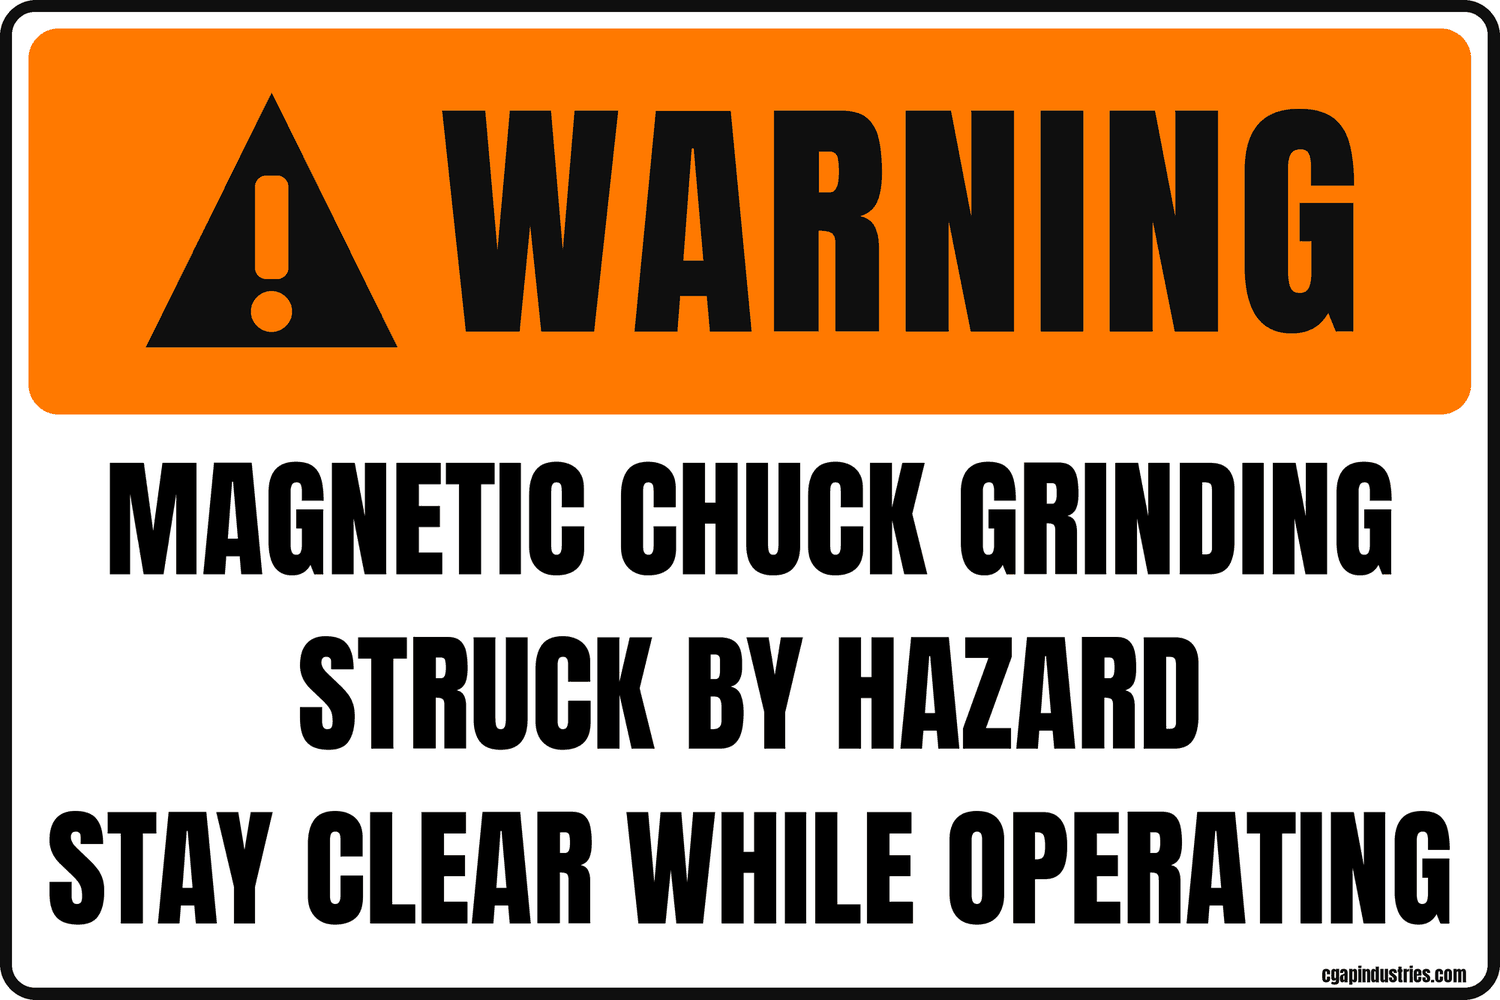 WARNING
MAGNETIC CHUCK GRINDING
STRUCK BY HAZARD
STAY CLEAR WHILE OPERATING
cgapindustries.com